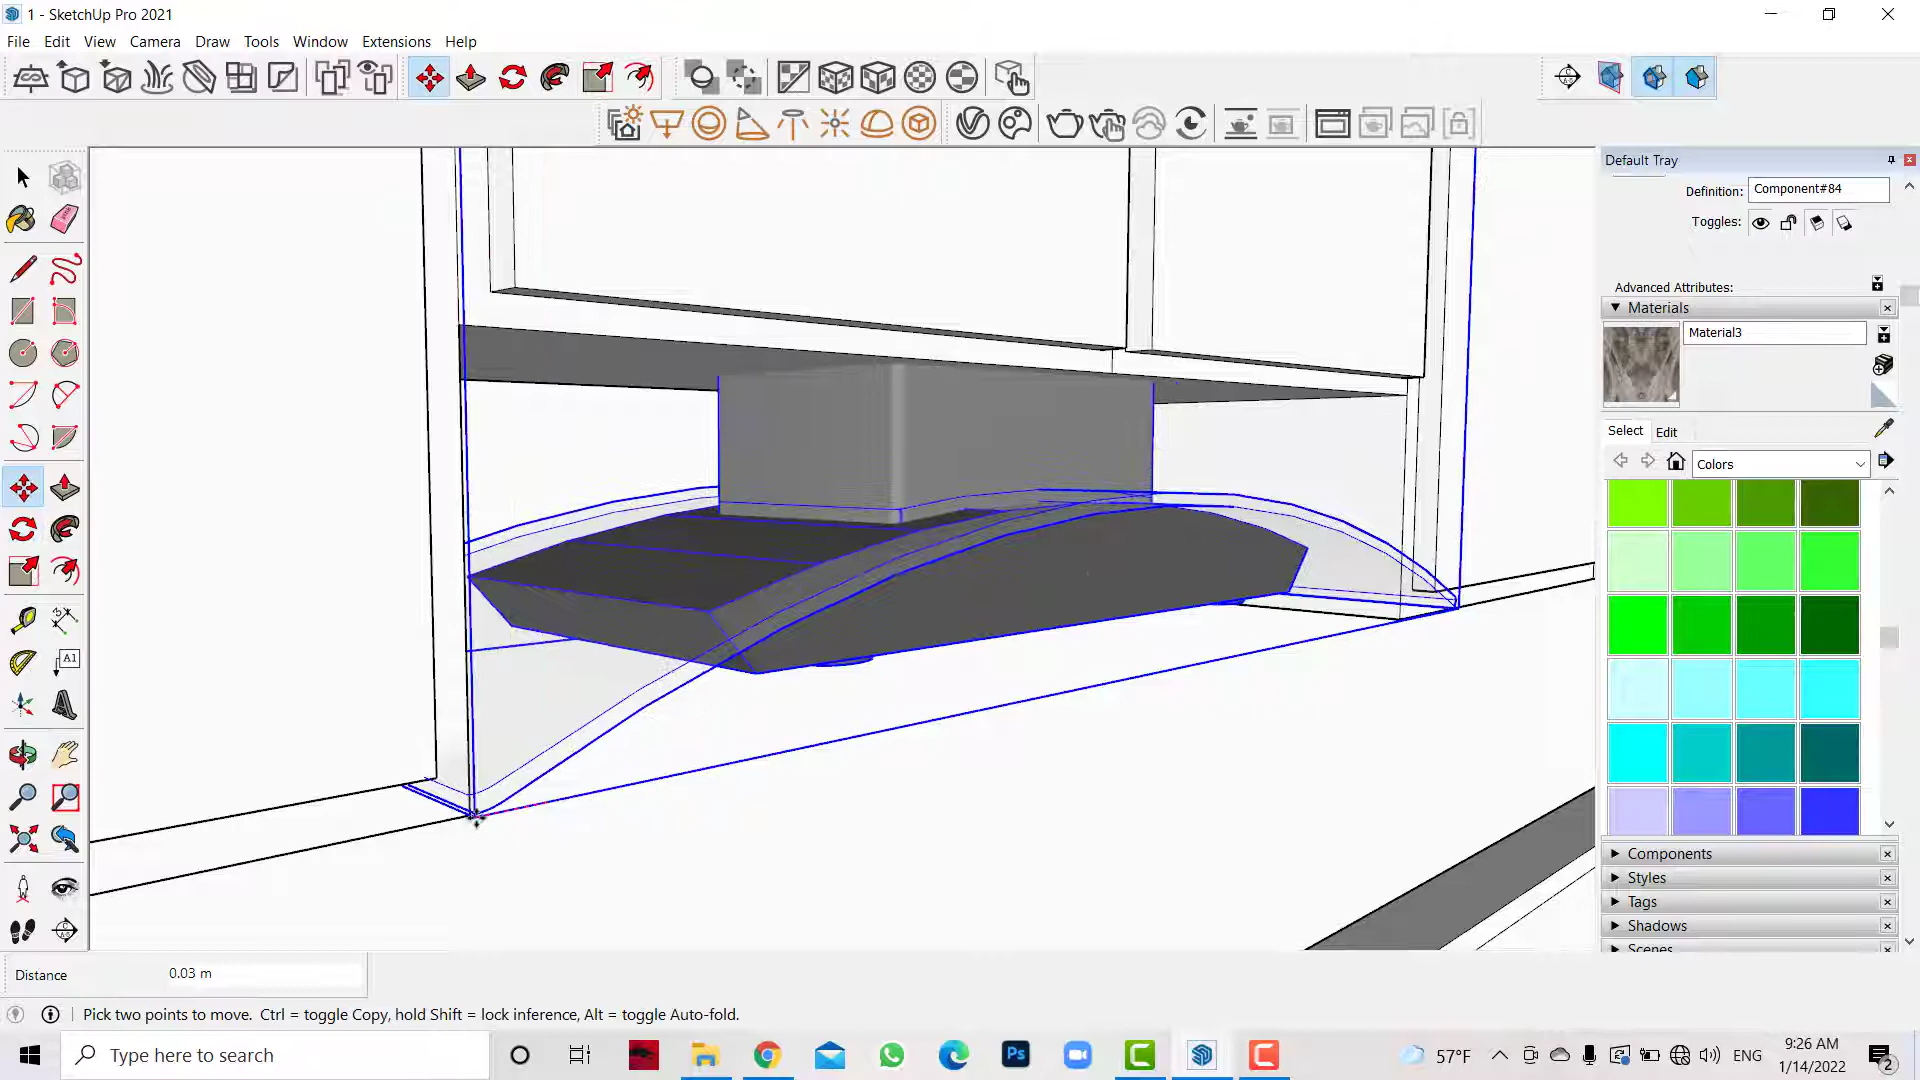 1 - SketchUp Pro 2021
File Edit View Camera Draw Tools Window Extensions Help
Default Tray
Definition: Component#84
Toggles:
Advanced Attributes:
Materials
Material3
Select Edit
Colors
A1
Components
Styles
Tags
Shadows
Scenes
Distance 0.03 m
Pick two points to move. Ctrl = toggle Copy, hold Shift = lock inference, Alt = toggle Auto-fold.
Type here to search
Ps
57°F
ENG
9:26 AM
1/14/2022
2